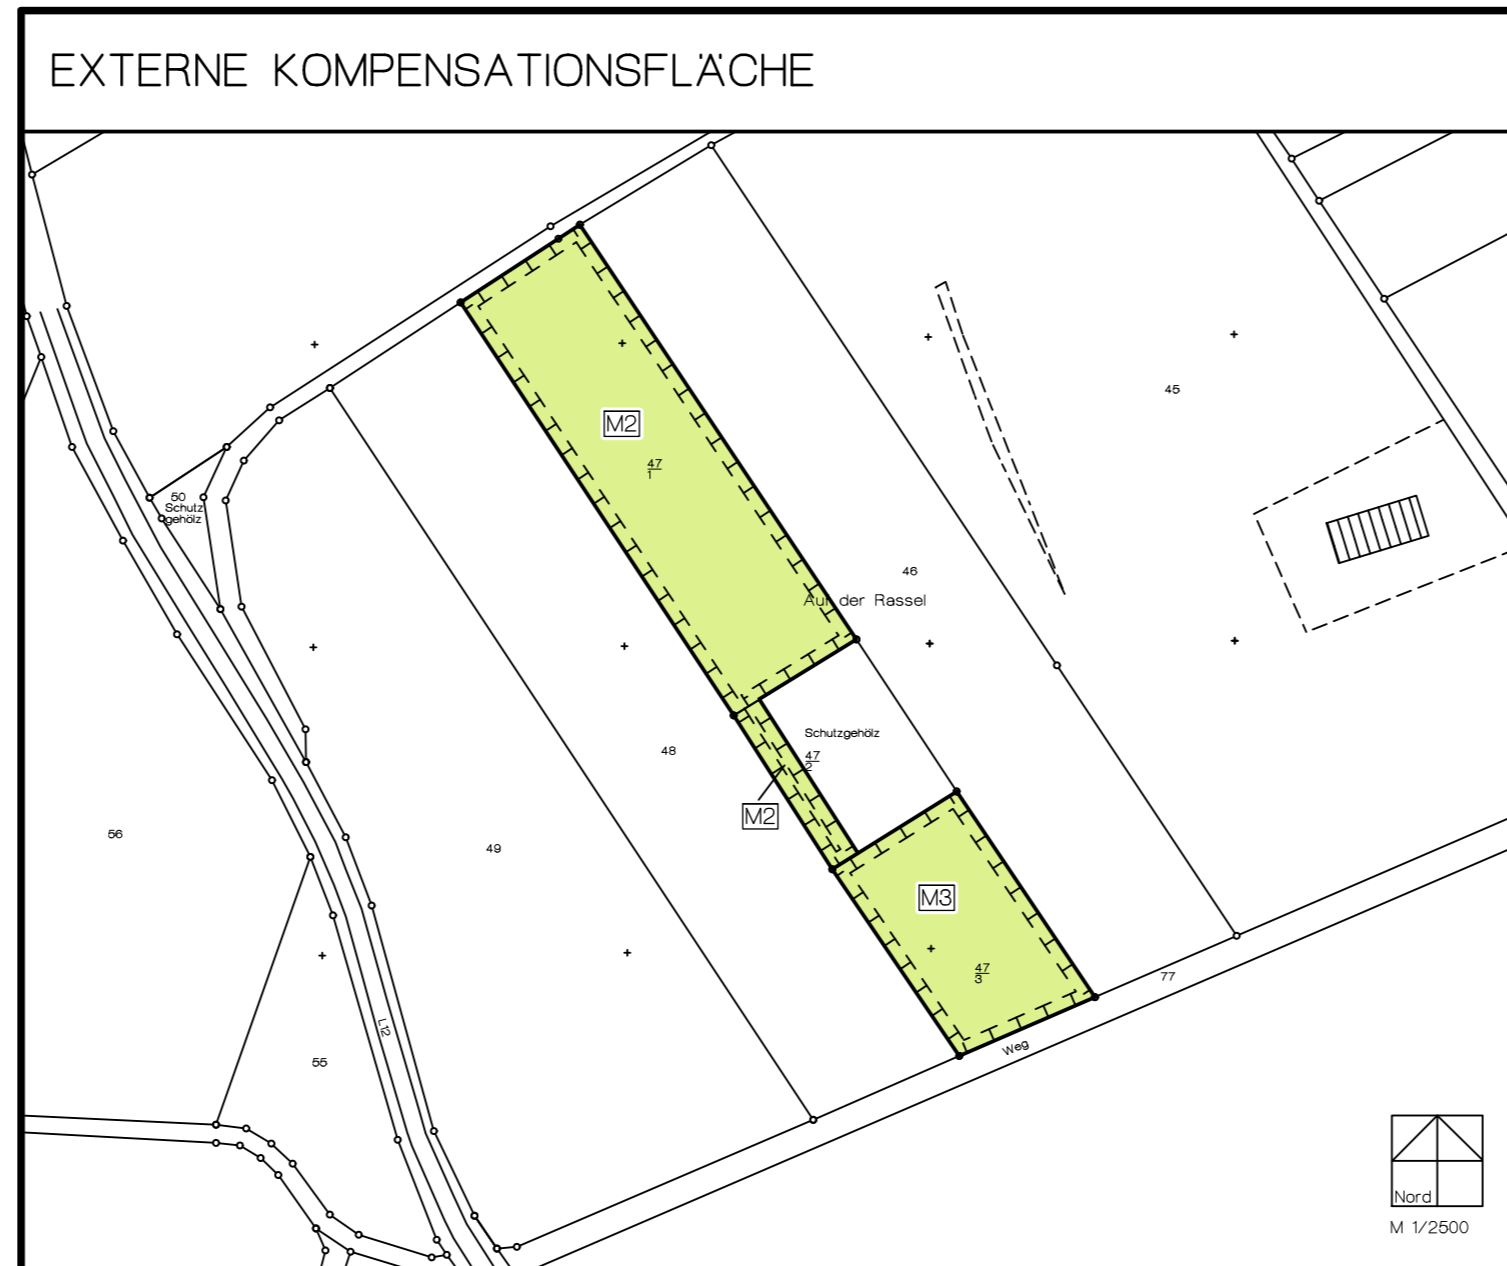 EXTERNE KOMPENSATIONSFLÄCHE
45
M2
47
1
50
Schutz
gehölz
46
Auf der Rassel
Schutzgehölz
47
2
48
M2
56
49
M3
47
3
77
L12
Weg
55
Nord
M 1/2500